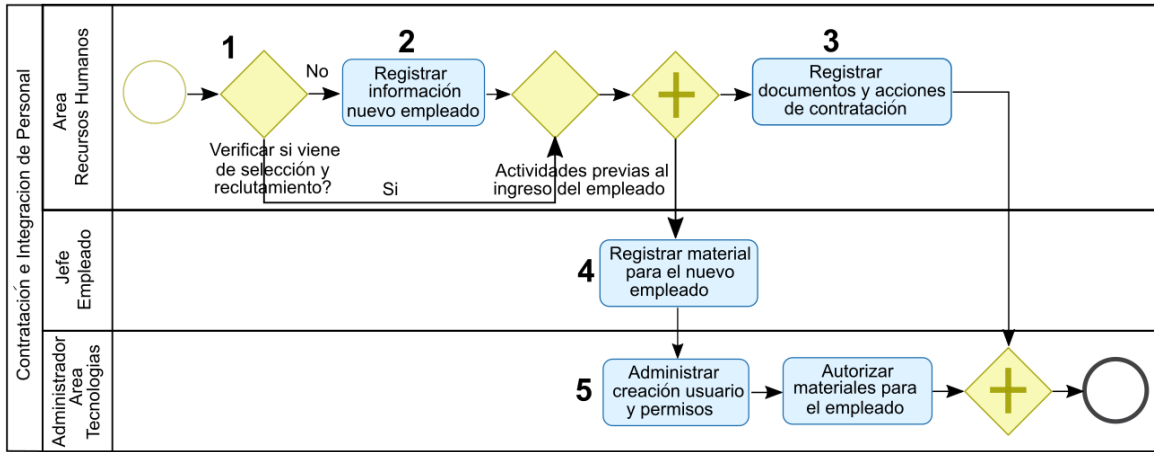 Contratación e Integracion de Personal
Area
Recursos Humanos
1
No
2
Registrar
información
nuevo empleado
3
Registrar
documentos y acciones
de contratación
Verificar si viene
de selección y
reclutamiento?
Si
Actividades previas al
ingreso del empleado
Jefe
Empleado
4
Registrar material
para el nuevo
empleado
Administrador
Area
Tecnologias
5
Administrar
creación usuario
y permisos
Autorizar
materiales para
el empleado